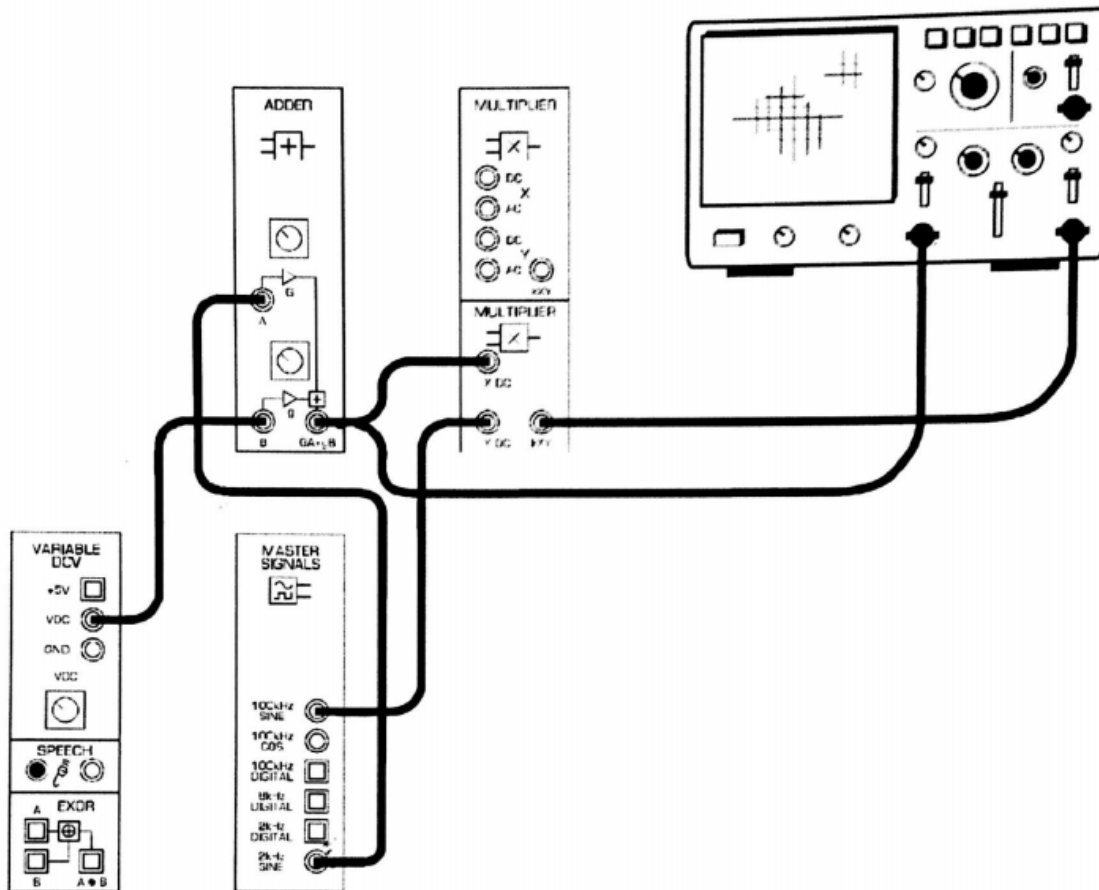 ADDER
G
A
g
B
GA+gB
MULTIPLIER
DC
X
AC
DC
Y
AC
kXY
MULTIPLIER
X DC
Y DC
kXY
VARIABLE
DCV
+5V
VDC
GND
VDC
SPEECH
EXOR
A
B
MASTER
SIGNALS
100kHz
SINE
100kHz
COS
100kHz
DIGITAL
8kHz
DIGITAL
2kHz
DIGITAL
2kHz
SINE